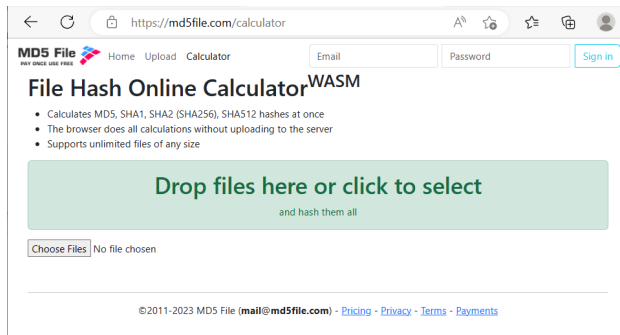 https://md5file.com/calculator
MD5 File
PAY ONCE USE FREE
Home Upload Calculator Email Password Sign in
File Hash Online Calculator WASM
Calculates MD5, SHA1, SHA2 (SHA256), SHA512 hashes at once
The browser does all calculations without uploading to the server
Supports unlimited files of any size
Drop files here or click to select
and hash them all
Choose Files No file chosen
©2011-2023 MD5 File (mail@md5file.com) - Pricing - Privacy - Terms - Payments